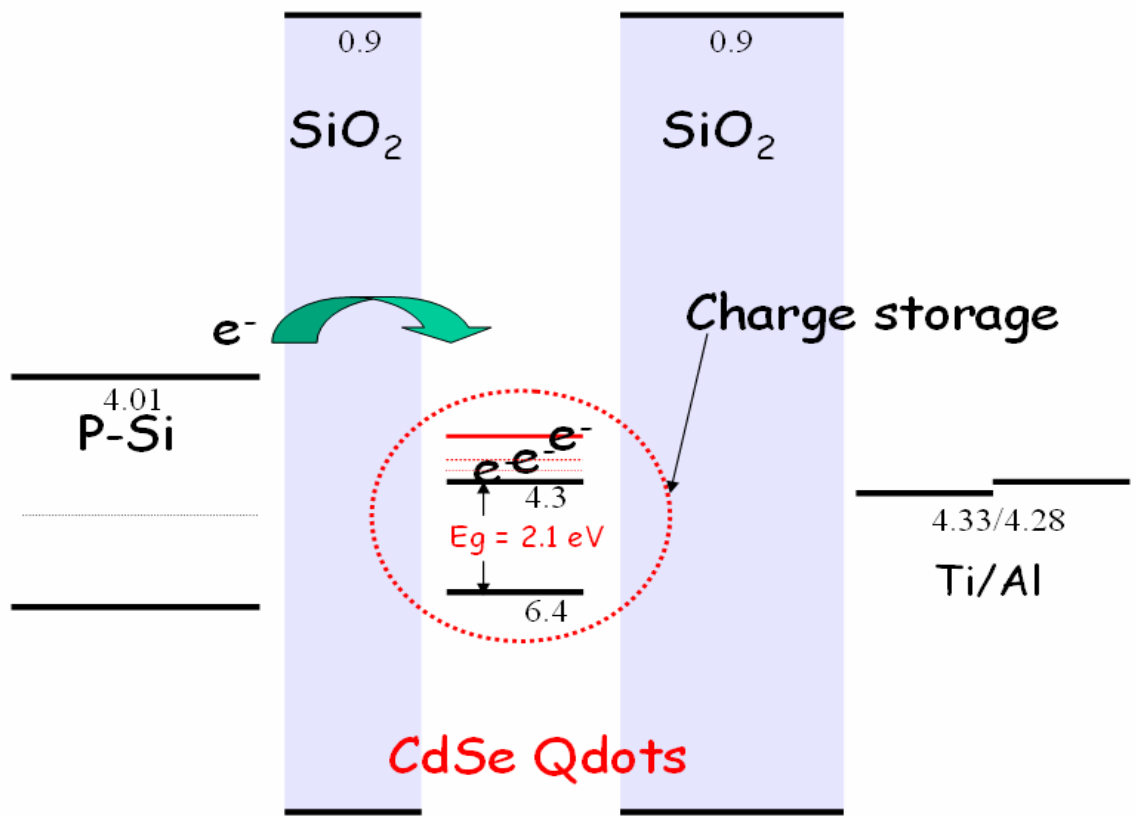 0.9
0.9
SiO₂
SiO₂
e⁻
Charge storage
4.01
P-Si
e⁻
e⁻
e⁻
4.3
Eg = 2.1 eV
6.4
4.33/4.28
Ti/Al
CdSe Qdots